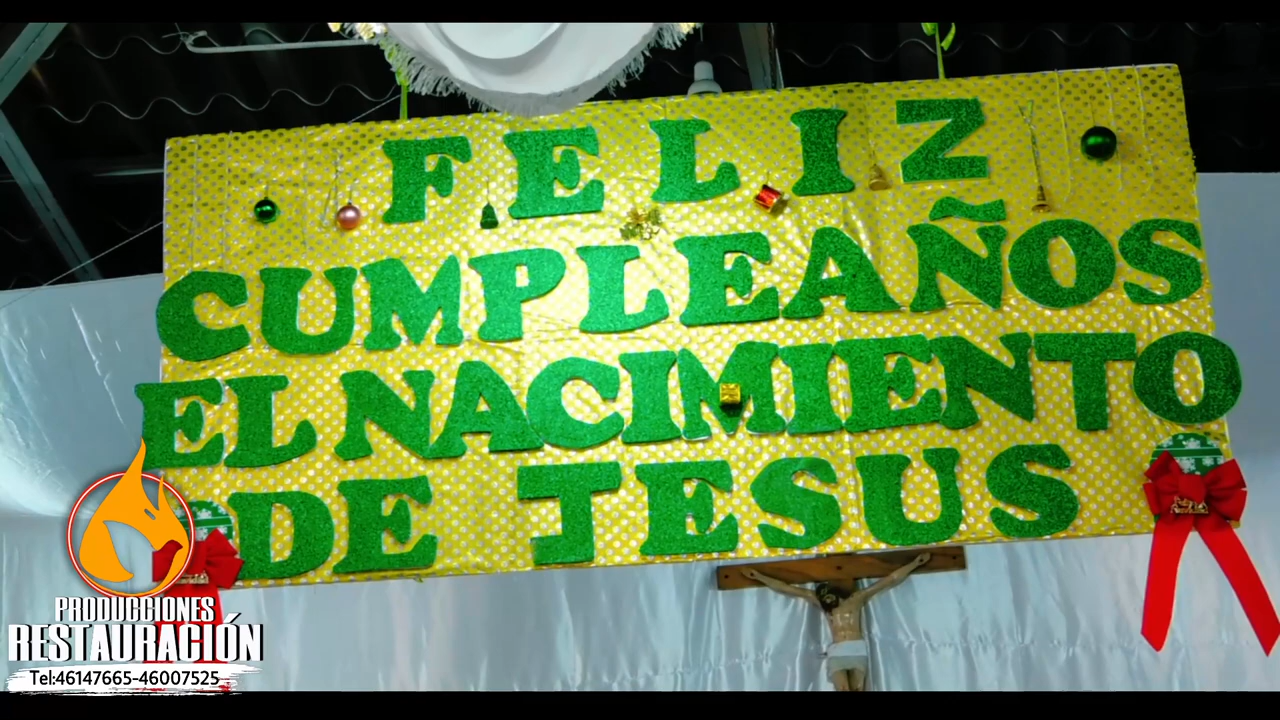 FELIZ
CUMPLEAÑOS
EL NACIMIENTO
DE JESUS
PRODUCCIONES
RESTAURACIÓN
Tel:46147665-46007525